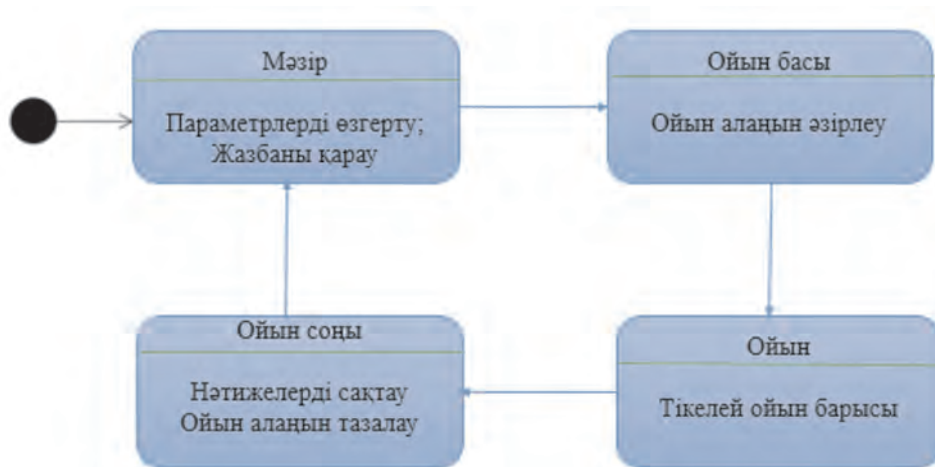 Мәзір
Параметрлерді өзгерту;
Жазбаны қарау
Ойын басы
Ойын алаңын әзірлеу
Ойын соңы
Нәтижелерді сақтау
Ойын алаңын тазалау
Ойын
Тікелей ойын барысы